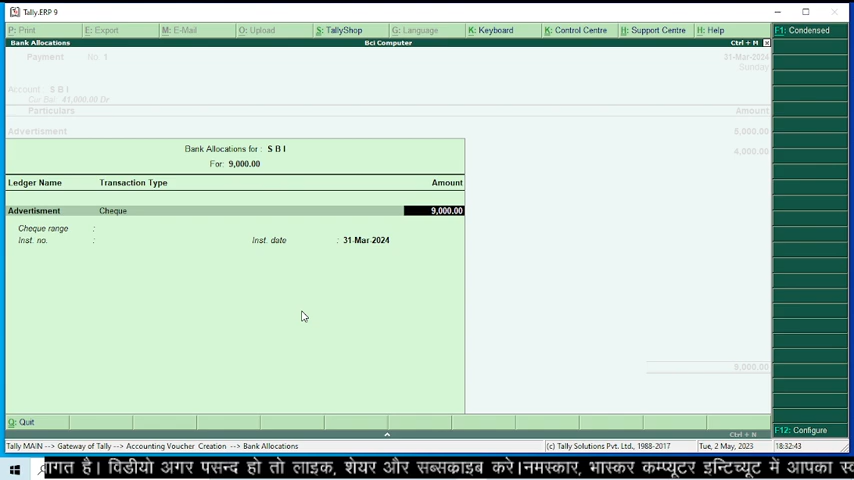 Tally.ERP 9
P: Print E: Export M: E-Mail O: Upload S: TallyShop G: Language K: Keyboard K: Control Centre H: Support Centre H: Help F1: Condensed
Bank Allocations Bci Computer Ctrl + M
Payment No. 1 31-Mar-2024
Sunday
Account S B I
Cur Bal: 41,000.00 Dr
Particulars Amount
Advertisment 5,000.00
4,000.00
Bank Allocations for : S B I
For: 9,000.00
Ledger Name Transaction Type Amount
Advertisment Cheque 9,000.00
Cheque range :
Inst. no. : Inst. date : 31-Mar-2024
9,000.00
Q: Quit
F12: Configure
Ctrl + N
Tally MAIN --> Gateway of Tally --> Accounting Voucher Creation --> Bank Allocations (c) Tally Solutions Pvt. Ltd., 1988-2017 Tue, 2 May, 2023 18:32:43
ागत है। विडीयो अगर पसन्द हो तो लाइक, शेयर और सब्सक्राइब करे।नमस्कार, भास्कर कम्प्यूटर इन्टिच्यूट में आपका स्व